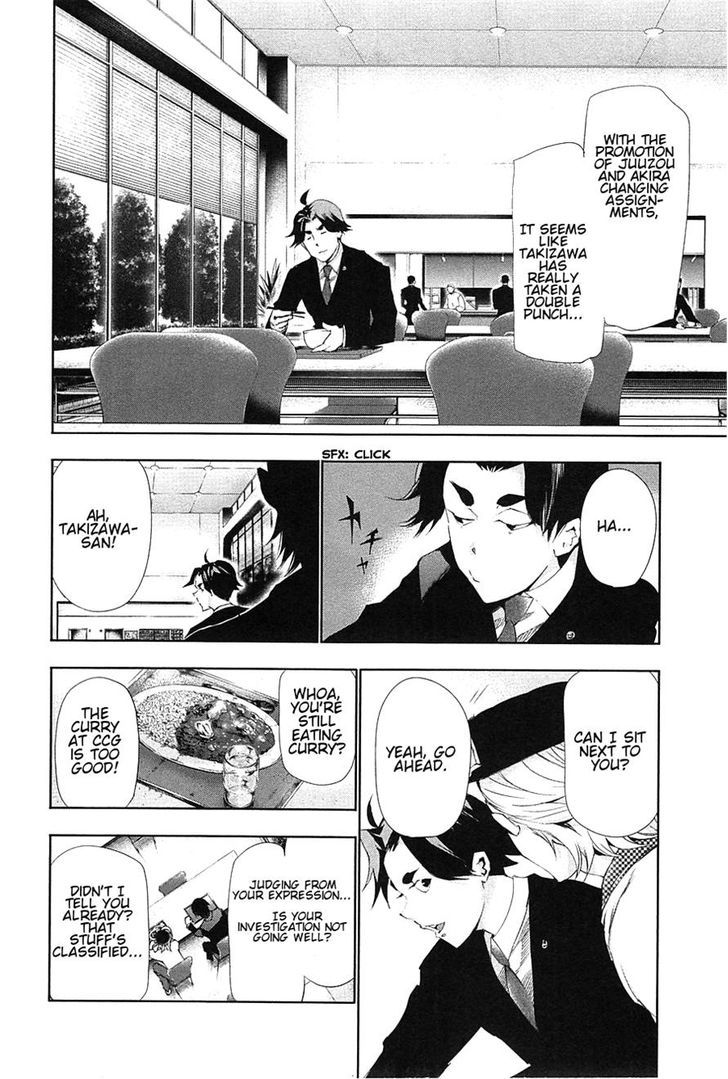 WITH THE
PROMOTION
OF JUUZOU
AND AKIRA
CHANGING
ASSIGN-
MENTS,
IT SEEMS
LIKE
TAKIZAWA
HAS
REALLY
TAKEN A
DOUBLE
PUNCH...
SFX: CLICK
HA...
カチャ
AH,
TAKIZAWA-
SAN!
CAN I SIT
NEXT TO
YOU?
YEAH, GO
AHEAD.
WHOA,
YOU'RE
STILL
EATING
CURRY?
THE
CURRY
AT CCG
IS TOO
GOOD!
JUDGING FROM
YOUR EXPRESSION...
IS YOUR
INVESTIGATION NOT
GOING WELL?
DIDN'T I
TELL YOU
ALREADY?
THAT
STUFF'S
CLASSIFIED...